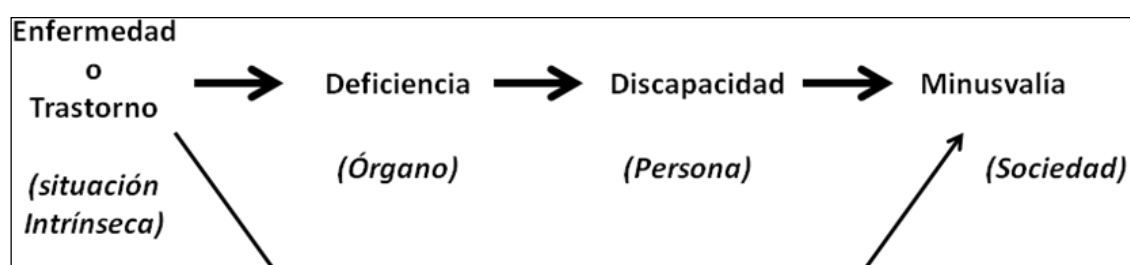 Enfermedad
o
Trastorno
Deficiencia
Discapacidad
Minusvalía
(situación
Intrínseca)
(Órgano)
(Persona)
(Sociedad)